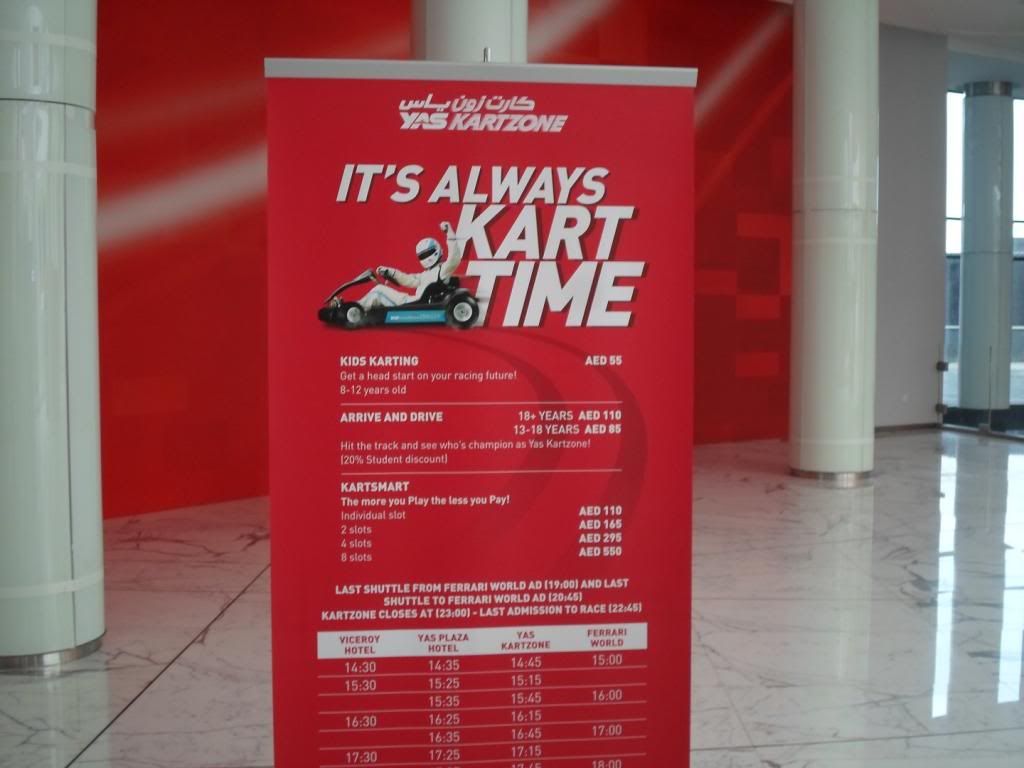 كارت زون ياس
YAS KARTZONE
IT'S ALWAYS
KART
TIME
KIDS KARTING AED 55
Get a head start on your racing future!
8-12 years old
ARRIVE AND DRIVE 18+ YEARS AED 110
13-18 YEARS AED 85
Hit the track and see who's champion as Yas Kartzone!
(20% Student discount)
KARTSMART
The more you Play the less you Pay!
Individual slot AED 110
2 slots AED 165
4 slots AED 295
8 slots AED 550
LAST SHUTTLE FROM FERRARI WORLD AD (19:00) AND LAST
SHUTTLE TO FERRARI WORLD AD (20:45)
KARTZONE CLOSES AT (23:00) - LAST ADMISSION TO RACE (22:45)
VICEROY HOTEL YAS PLAZA HOTEL YAS KARTZONE FERRARI WORLD
14:30 14:35 14:45 15:00
15:30 15:25 15:15
15:35 15:45 16:00
16:30 16:25 16:15
16:35 16:45 17:00
17:30 17:25 17:15
17:45 18:00